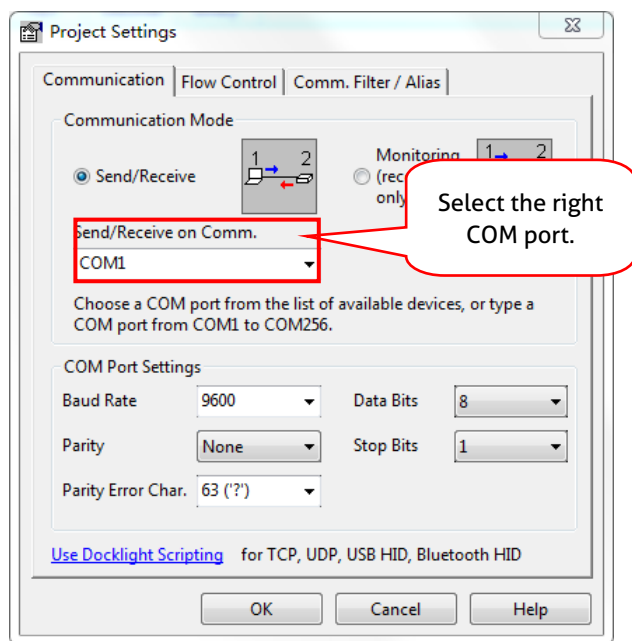 Project Settings
Communication
Flow Control
Comm. Filter / Alias
Communication Mode
Send/Receive
1 2
Monitoring
(rec
only
1 2
Select the right
COM port.
Send/Receive on Comm.
COM1
Choose a COM port from the list of available devices, or type a
COM port from COM1 to COM256.
COM Port Settings
Baud Rate 9600 Data Bits 8
Parity None Stop Bits 1
Parity Error Char. 63 ('?')
Use Docklight Scripting for TCP, UDP, USB HID, Bluetooth HID
OK Cancel Help